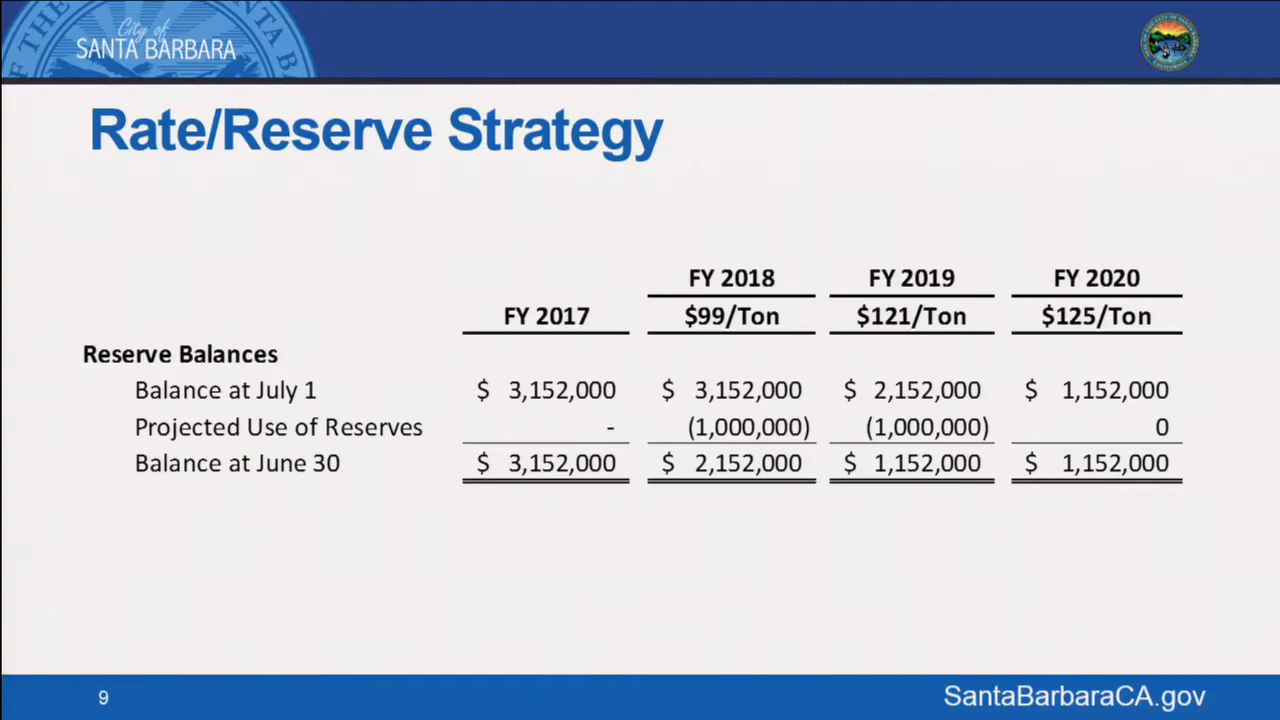 City of
SANTA BARBARA
Rate/Reserve Strategy
FY 2018 FY 2019 FY 2020
FY 2017 $99/Ton $121/Ton $125/Ton
Reserve Balances
Balance at July 1 $ 3,152,000 $ 3,152,000 $ 2,152,000 $ 1,152,000
Projected Use of Reserves - (1,000,000) (1,000,000) 0
Balance at June 30 $ 3,152,000 $ 2,152,000 $ 1,152,000 $ 1,152,000
9 SantaBarbaraCA.gov